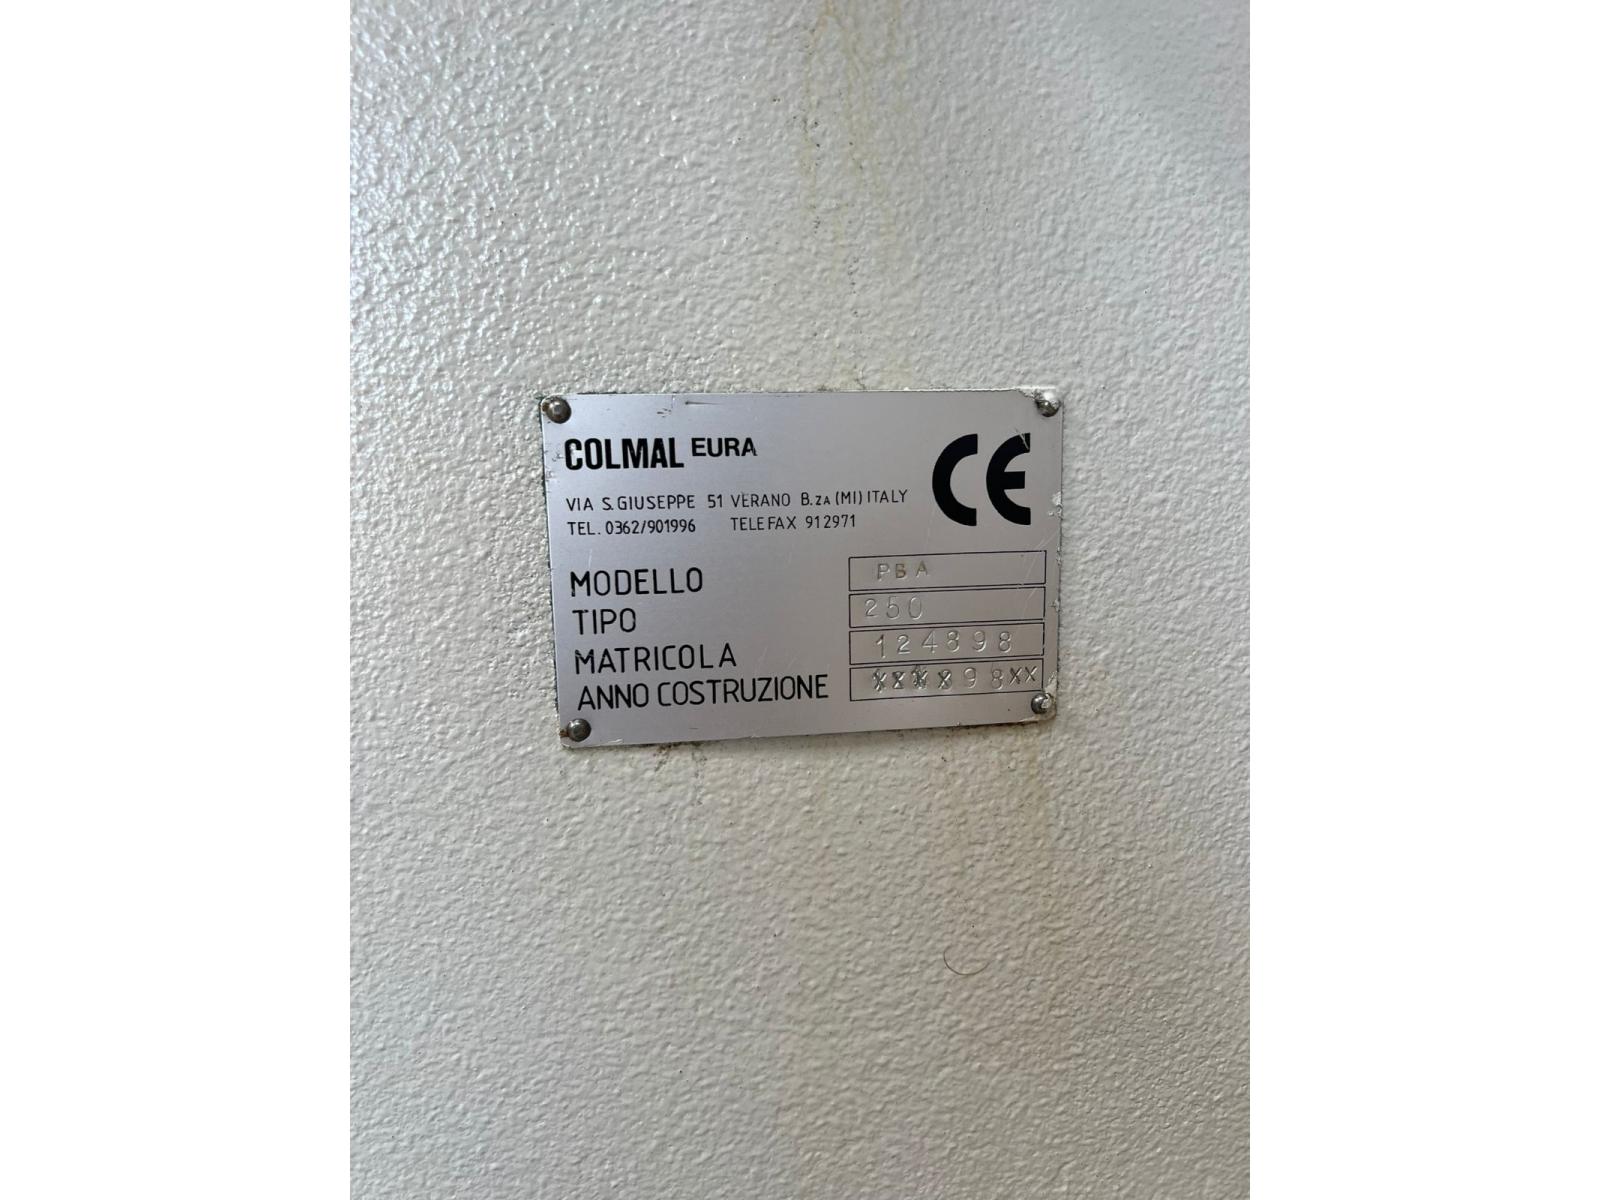 COLMAL EURA
CE
VIA S. GIUSEPPE 51 VERANO B.ZA (MI) ITALY
TEL. 0362/901996 TELEFAX 912971
MODELLO PBA
TIPO 250
MATRICOLA 124898
ANNO COSTRUZIONE 98XX